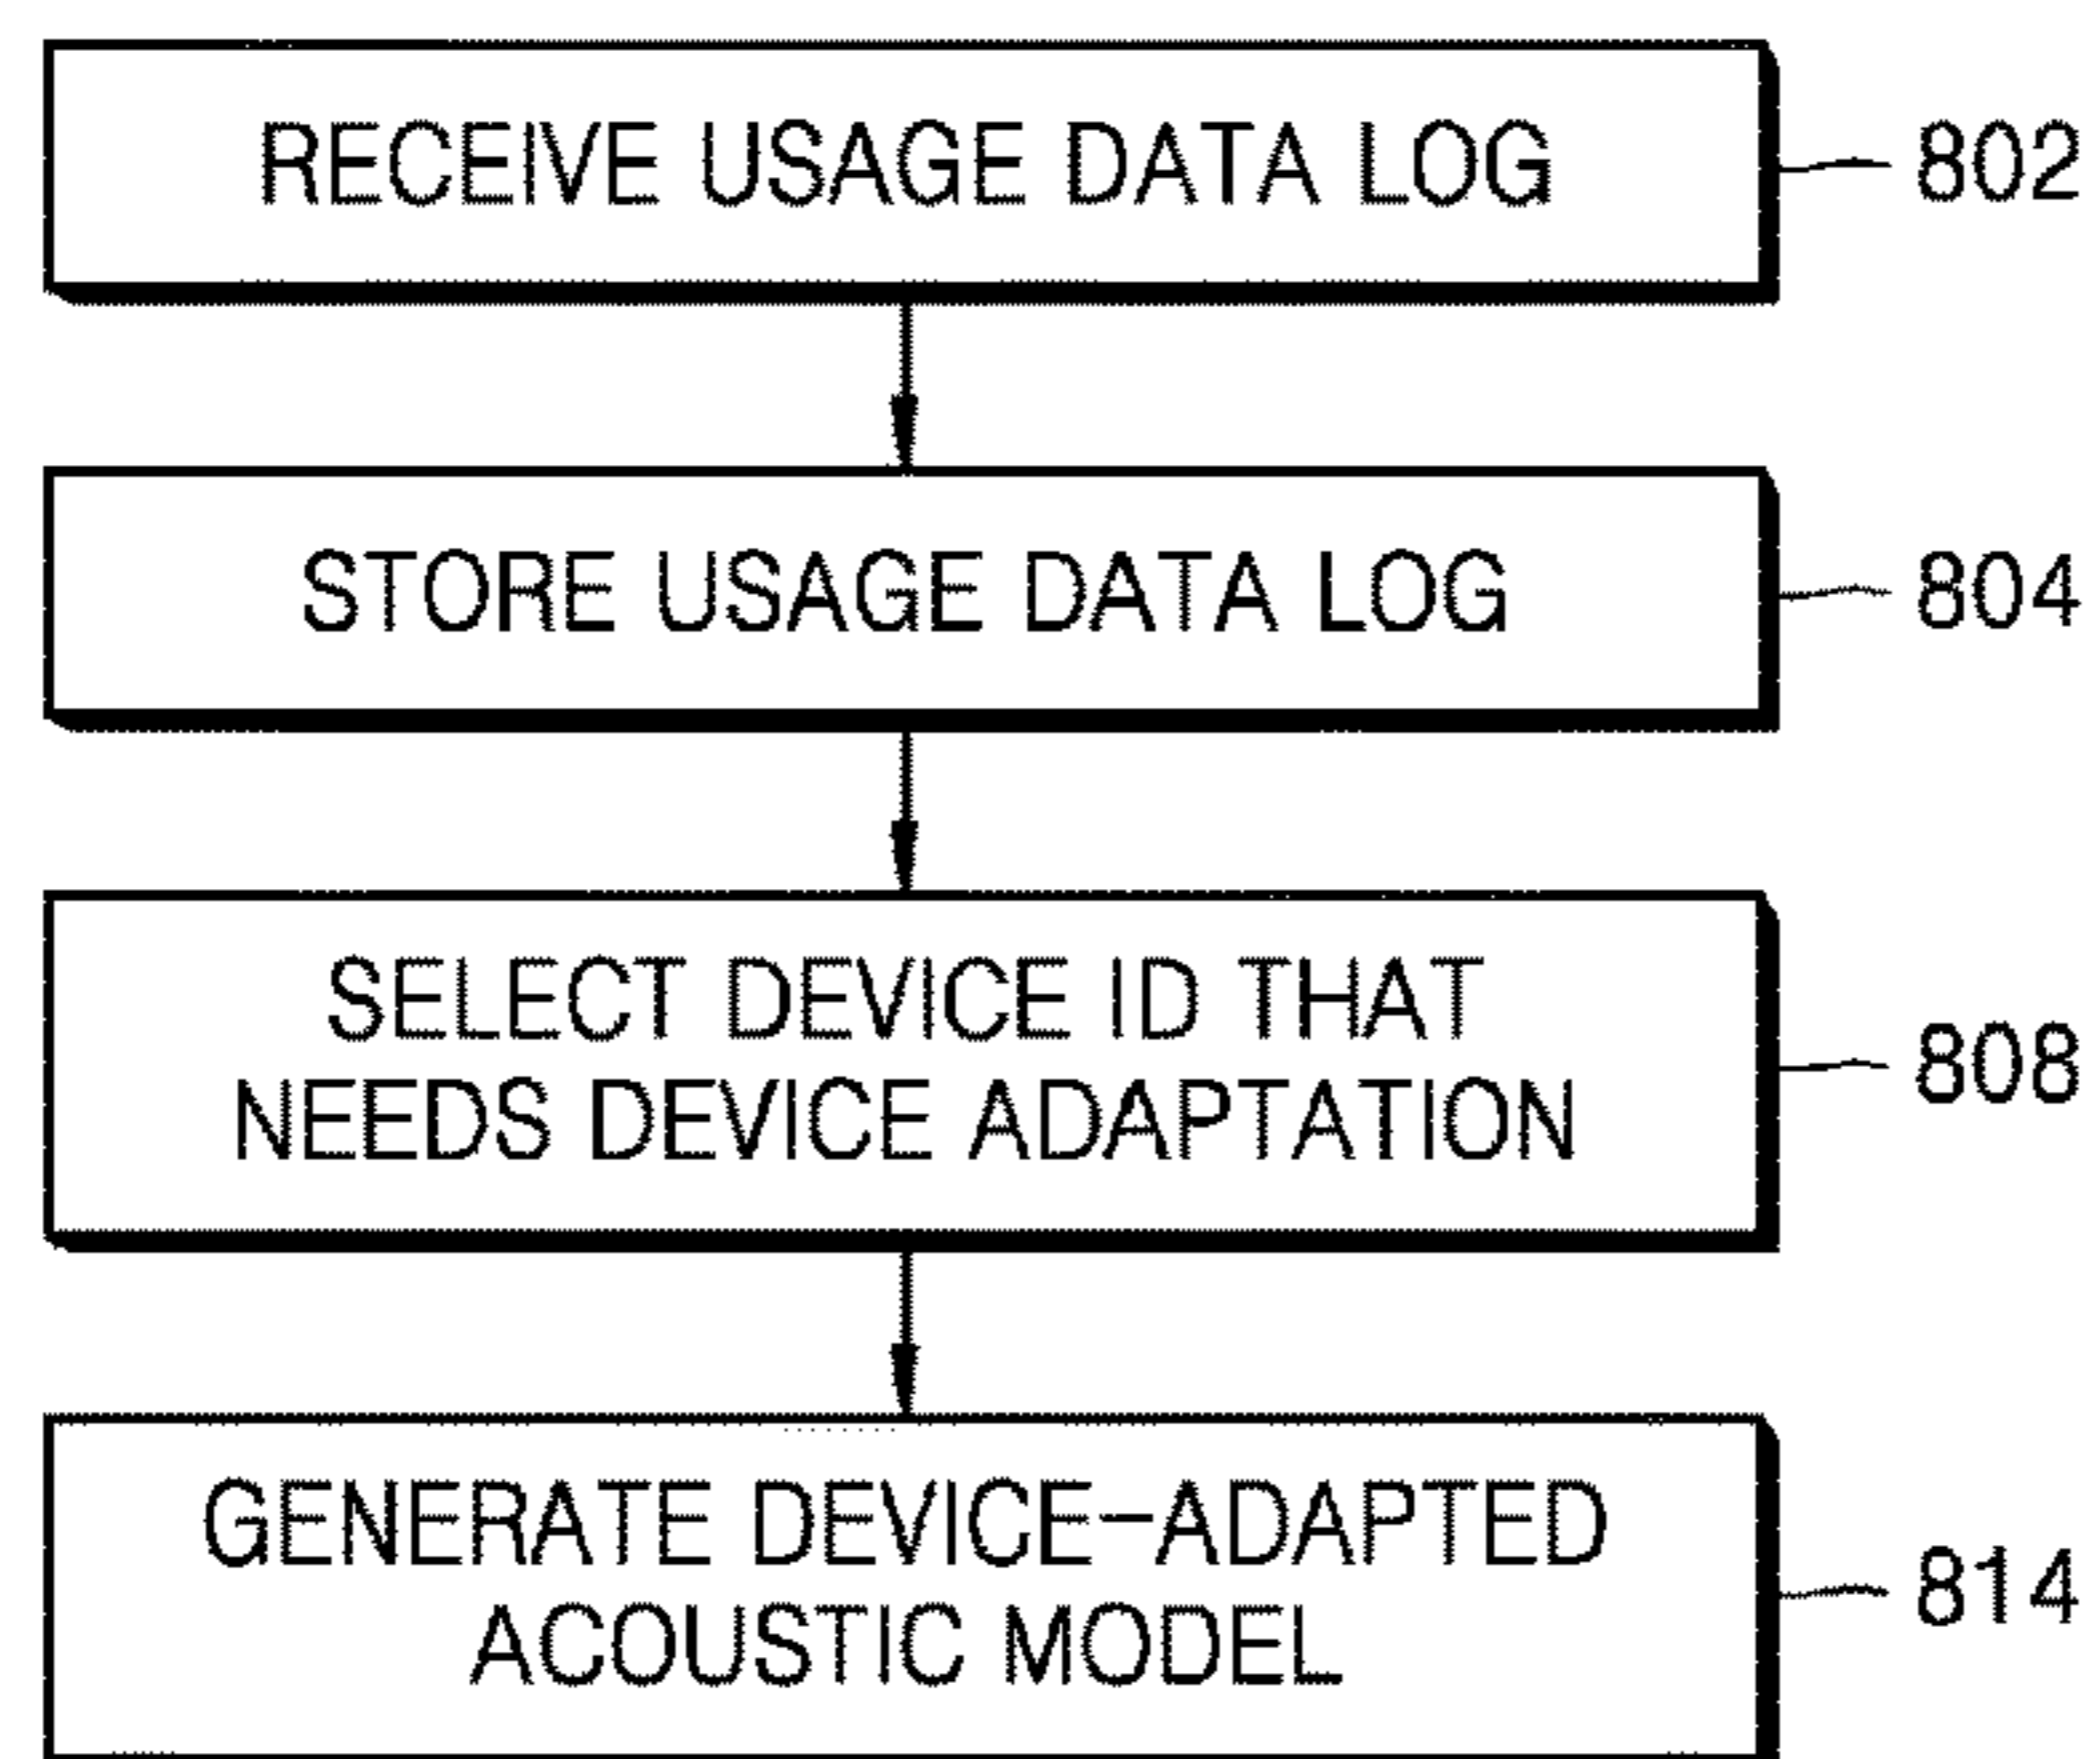 RECEIVE USAGE DATA LOG
802
STORE USAGE DATA LOG
804
SELECT DEVICE ID THAT
NEEDS DEVICE ADAPTATION
808
GENERATE DEVICE-ADAPTED
ACOUSTIC MODEL
814